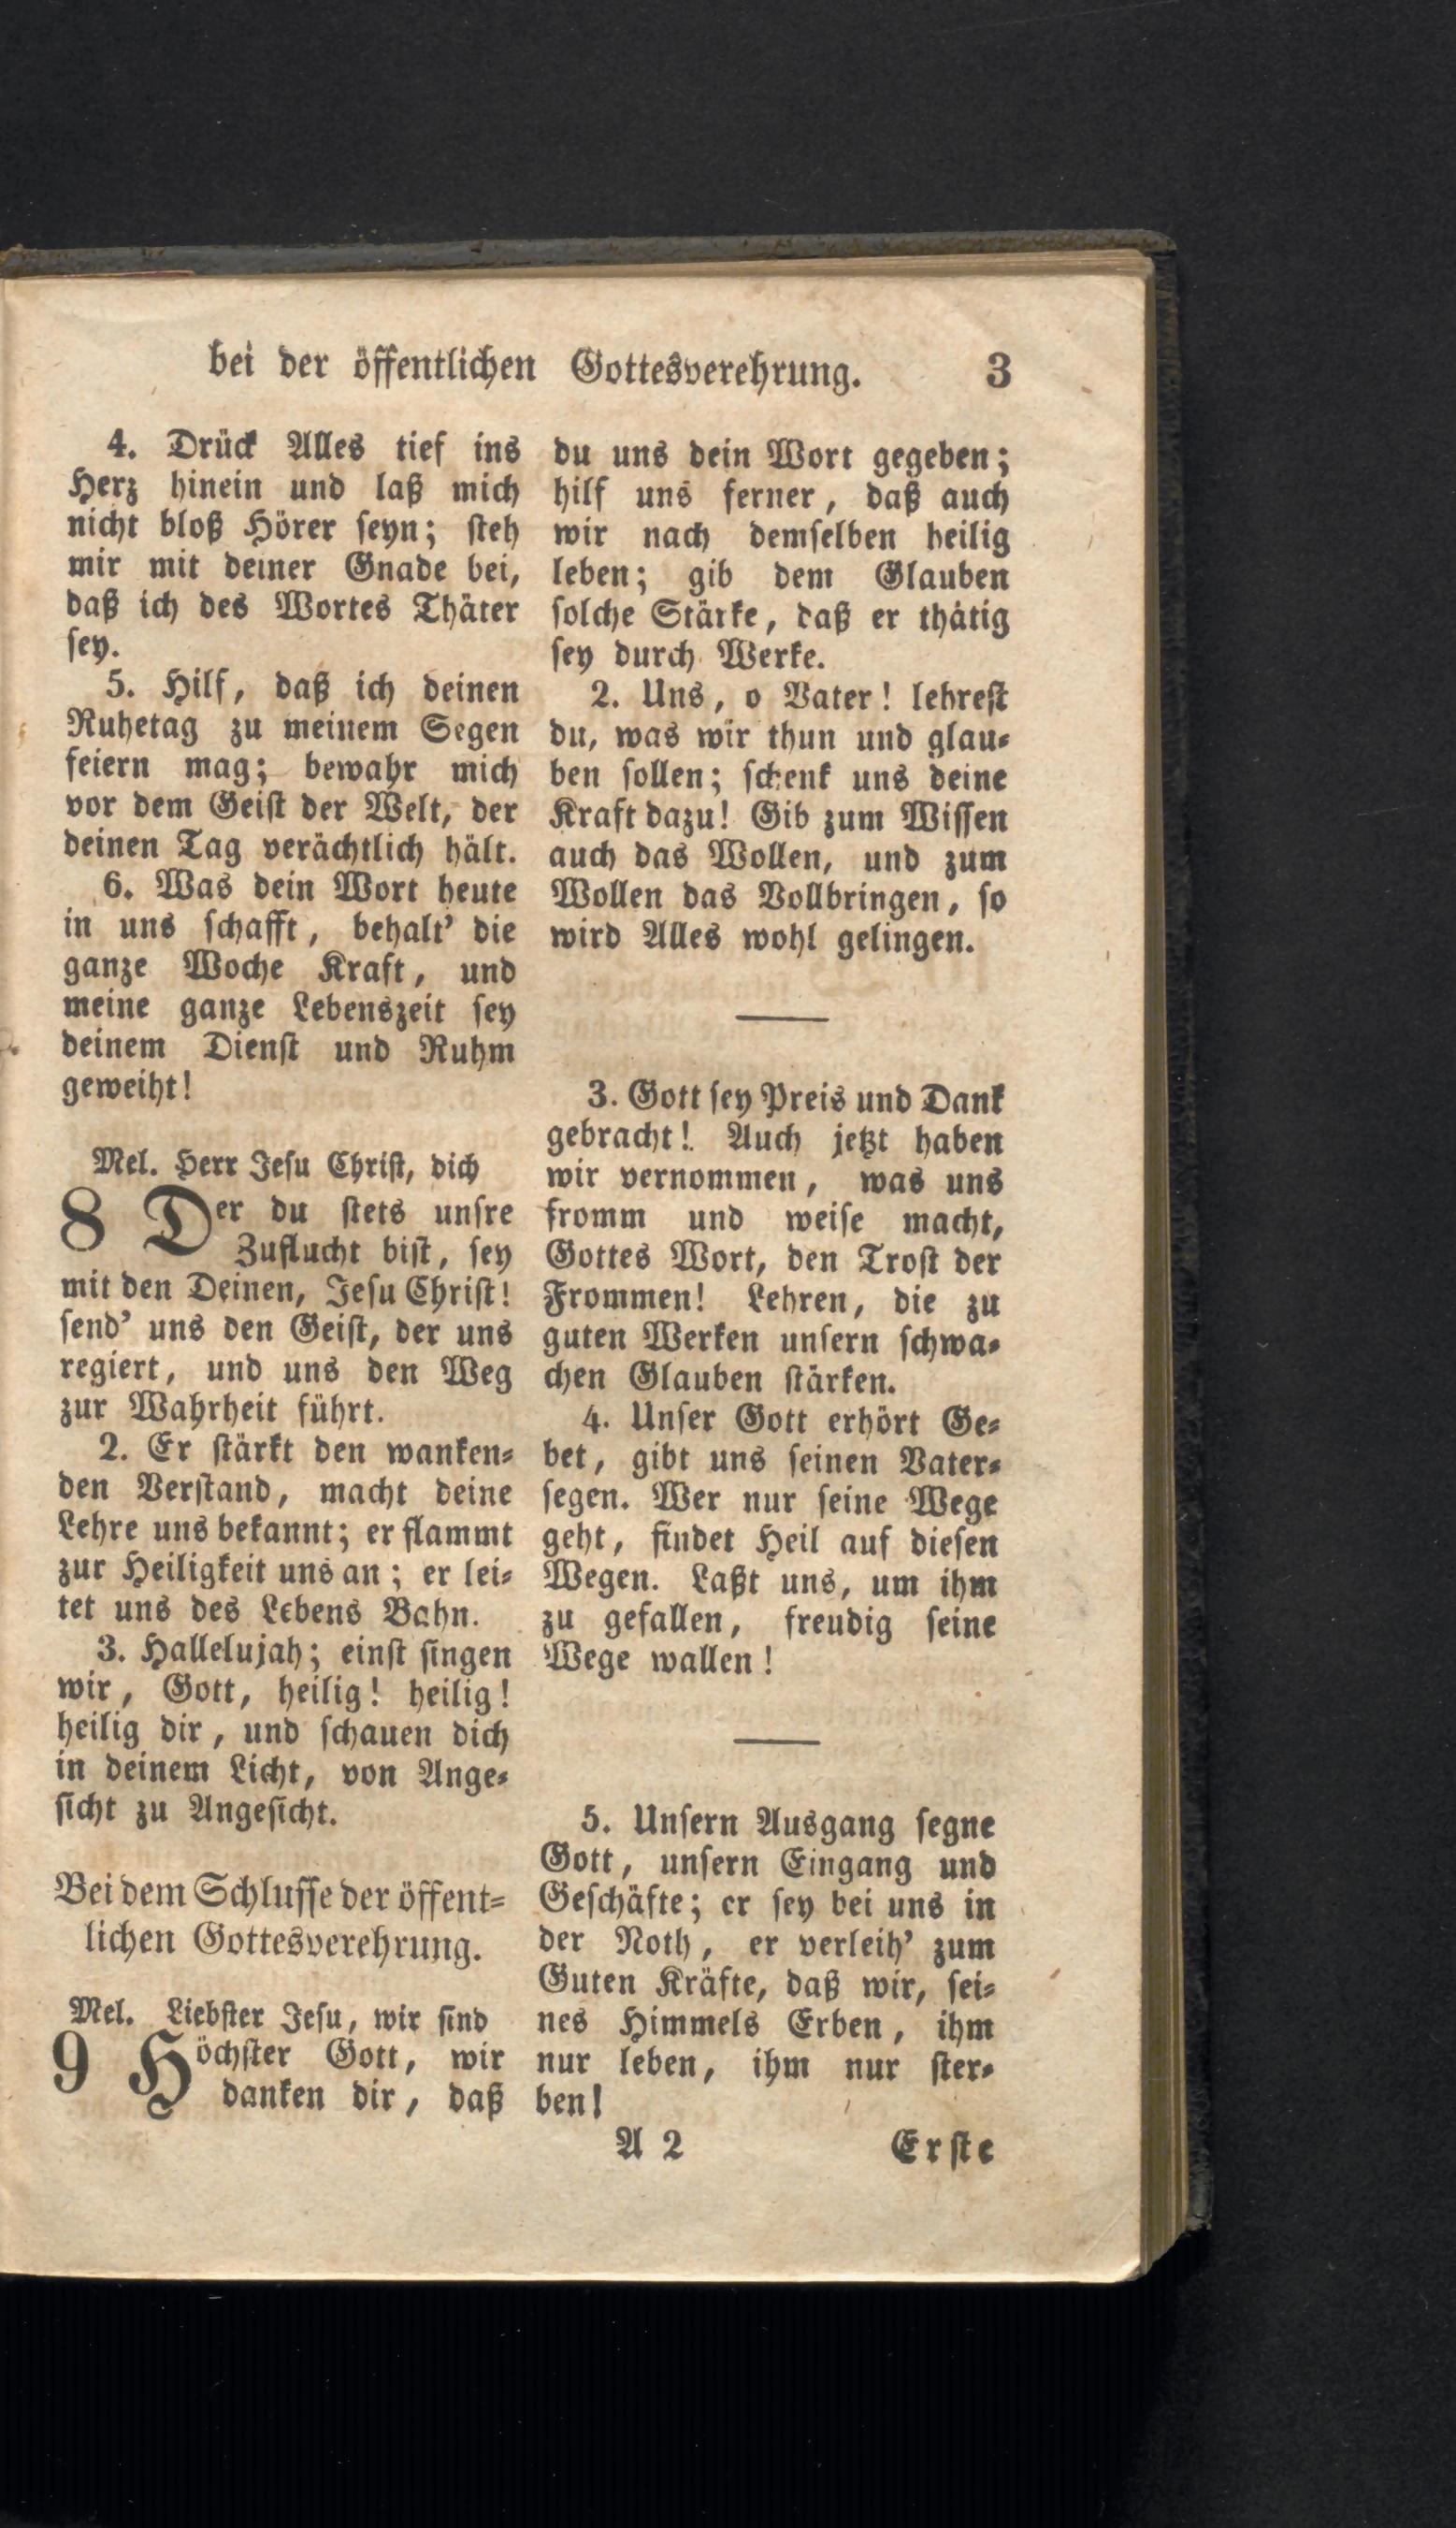 bei der öffentlichen Gottesverehrung. 3
4. Drück Alles tief ins
Herz hinein und laß mich
nicht bloß Hörer seyn; steh
mir mit deiner Gnade bei,
daß ich des Wortes Thäter
sey.
5. Hilf, daß ich deinen
Ruhetag zu meinem Segen
feiern mag; bewahr mich
vor dem Geist der Welt, der
deinen Tag verächtlich hält.
6. Was dein Wort heute
in uns schafft, behalt' die
ganze Woche Kraft, und
meine ganze Lebenszeit sey
deinem Dienst und Ruhm
geweiht!
Mel. Herr Jesu Christ, dich
8 Der du stets unsre
Zuflucht bist, sey
mit den Deinen, Jesu Christ!
send' uns den Geist, der uns
regiert, und uns den Weg
zur Wahrheit führt.
2. Er stärkt den wanken-
den Verstand, macht deine
Lehre uns bekannt; er flammt
zur Heiligkeit uns an; er lei-
tet uns des Lebens Bahn.
3. Hallelujah; einst singen
wir, Gott, heilig! heilig!
heilig dir, und schauen dich
in deinem Licht, von Ange-
sicht zu Angesicht.
Bei dem Schlusse der öffent-
lichen Gottesverehrung.
Mel. Liebster Jesu, wir sind
9 Höchster Gott, wir
danken dir, daß
du uns dein Wort gegeben;
hilf uns ferner, daß auch
wir nach demselben heilig
leben; gib dem Glauben
solche Stärke, daß er thätig
sey durch Werke.
2. Uns, o Vater! lehrest
du, was wir thun und glau-
ben sollen; schenk uns deine
Kraft dazu! Gib zum Wissen
auch das Wollen, und zum
Wollen das Vollbringen, so
wird Alles wohl gelingen.
3. Gott sey Preis und Dank
gebracht! Auch jetzt haben
wir vernommen, was uns
fromm und weise macht,
Gottes Wort, den Trost der
Frommen! Lehren, die zu
guten Werken unsern schwa-
chen Glauben stärken.
4. Unser Gott erhört Ge-
bet, gibt uns seinen Vater-
segen. Wer nur seine Wege
geht, findet Heil auf diesen
Wegen. Laßt uns, um ihm
zu gefallen, freudig seine
Wege wallen!
5. Unsern Ausgang segne
Gott, unsern Eingang und
Geschäfte; er sey bei uns in
der Noth, er verleih' zum
Guten Kräfte, daß wir, sei-
nes Himmels Erben, ihm
nur leben, ihm nur ster-
ben!
A 2 Erste